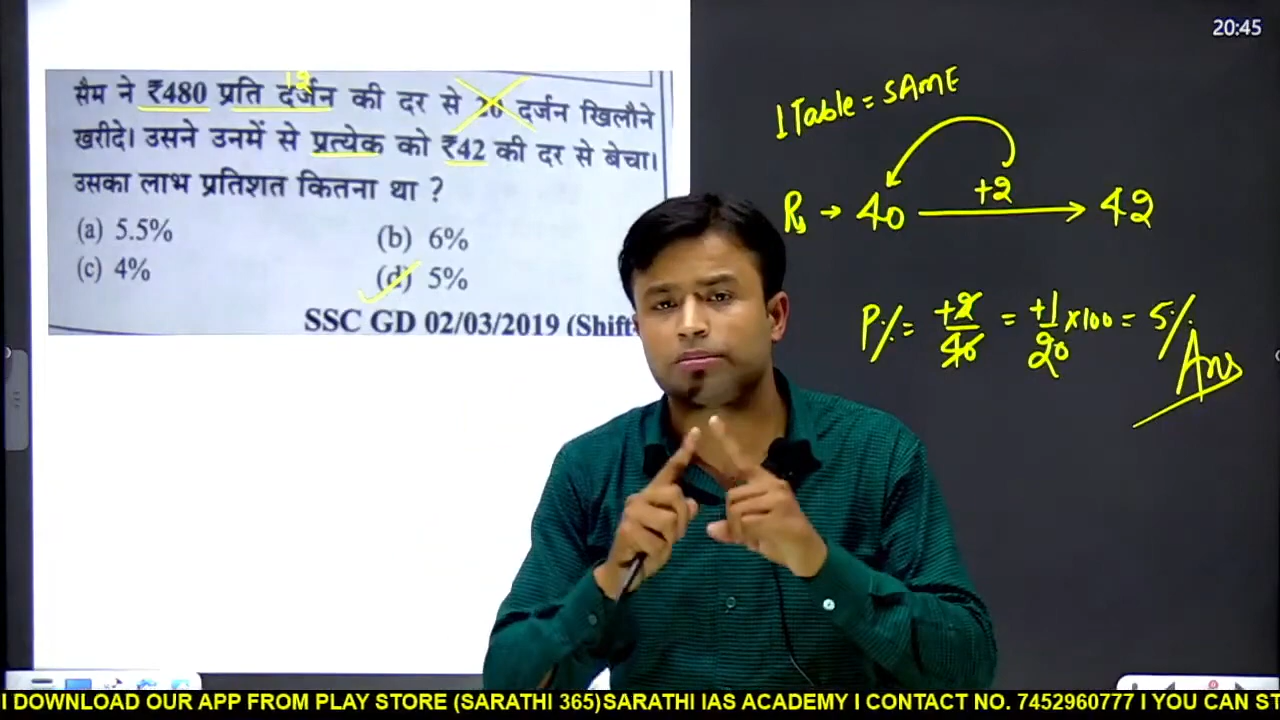 20:45
12
सैम ने ₹480 प्रति दर्जन की दर से 20 दर्जन खिलौने
खरीदे। उसने उनमें से प्रत्येक को ₹42 की दर से बेचा।
उसका लाभ प्रतिशत कितना था ?
(a) 5.5%
(b) 6%
(c) 4%
(d) 5%
SSC GD 02/03/2019 (Shift
1 Table = SAME
Rs → 40 +2 → 42
P% = +2/40 = +1/20 ×100 = 5% Ans
I DOWNLOAD OUR APP FROM PLAY STORE (SARATHI 365)SARATHI IAS ACADEMY I CONTACT NO. 7452960777 I YOU CAN ST